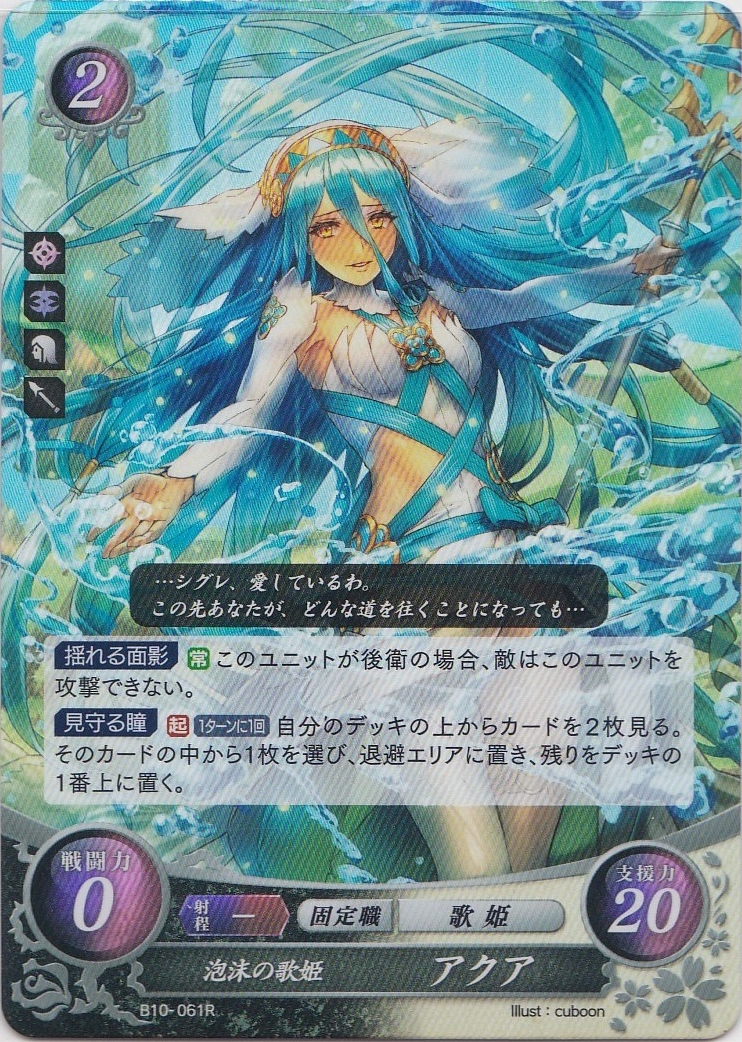 2
…シグレ、愛しているわ。
この先あなたが、どんな道を往くことになっても…
揺れる面影 常 このユニットが後衛の場合、敵はこのユニットを
攻撃できない。
見守る瞳 起 1ターンに1回 自分のデッキの上からカードを2枚見る。
そのカードの中から1枚を選び、退避エリアに置き、残りをデッキの
1番上に置く。
戦闘力
0
射程 — 固定職 歌姫
支援力
20
泡沫の歌姫 アクア
B10-061R Illust : cuboon